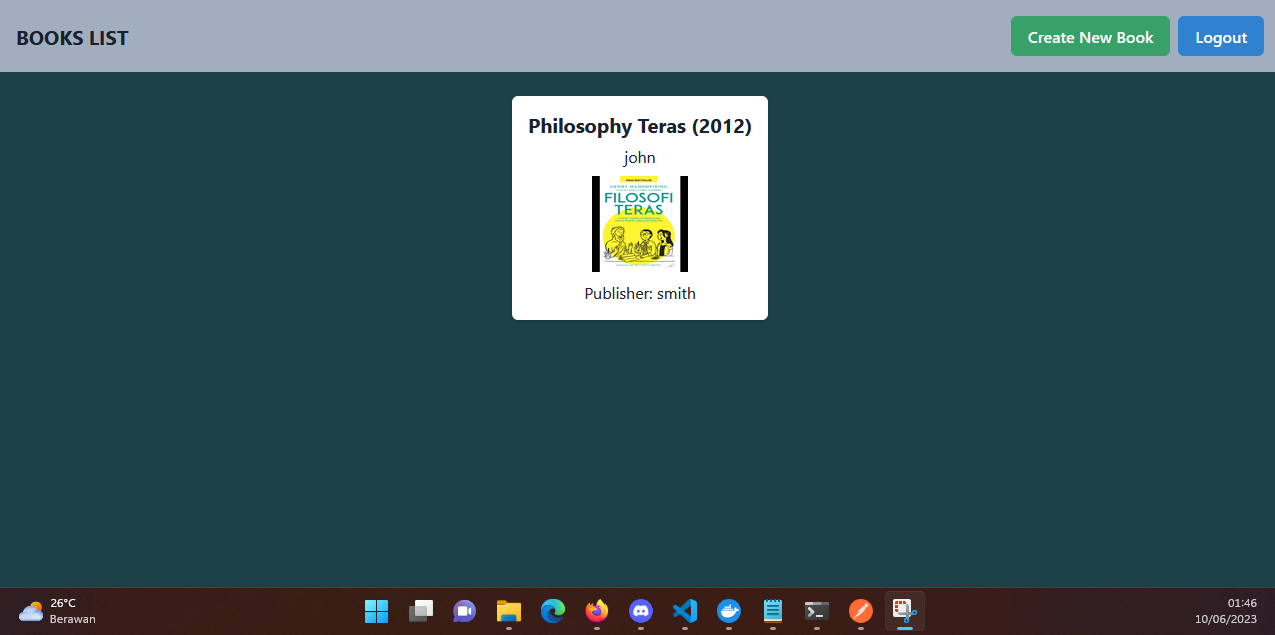 BOOKS LIST
Create New Book
Logout
Philosophy Teras (2012)
john
HENRY MANAMPIRING
FILOSOFI
TERAS
Publisher: smith
26°C
Berawan
01:46
10/06/2023